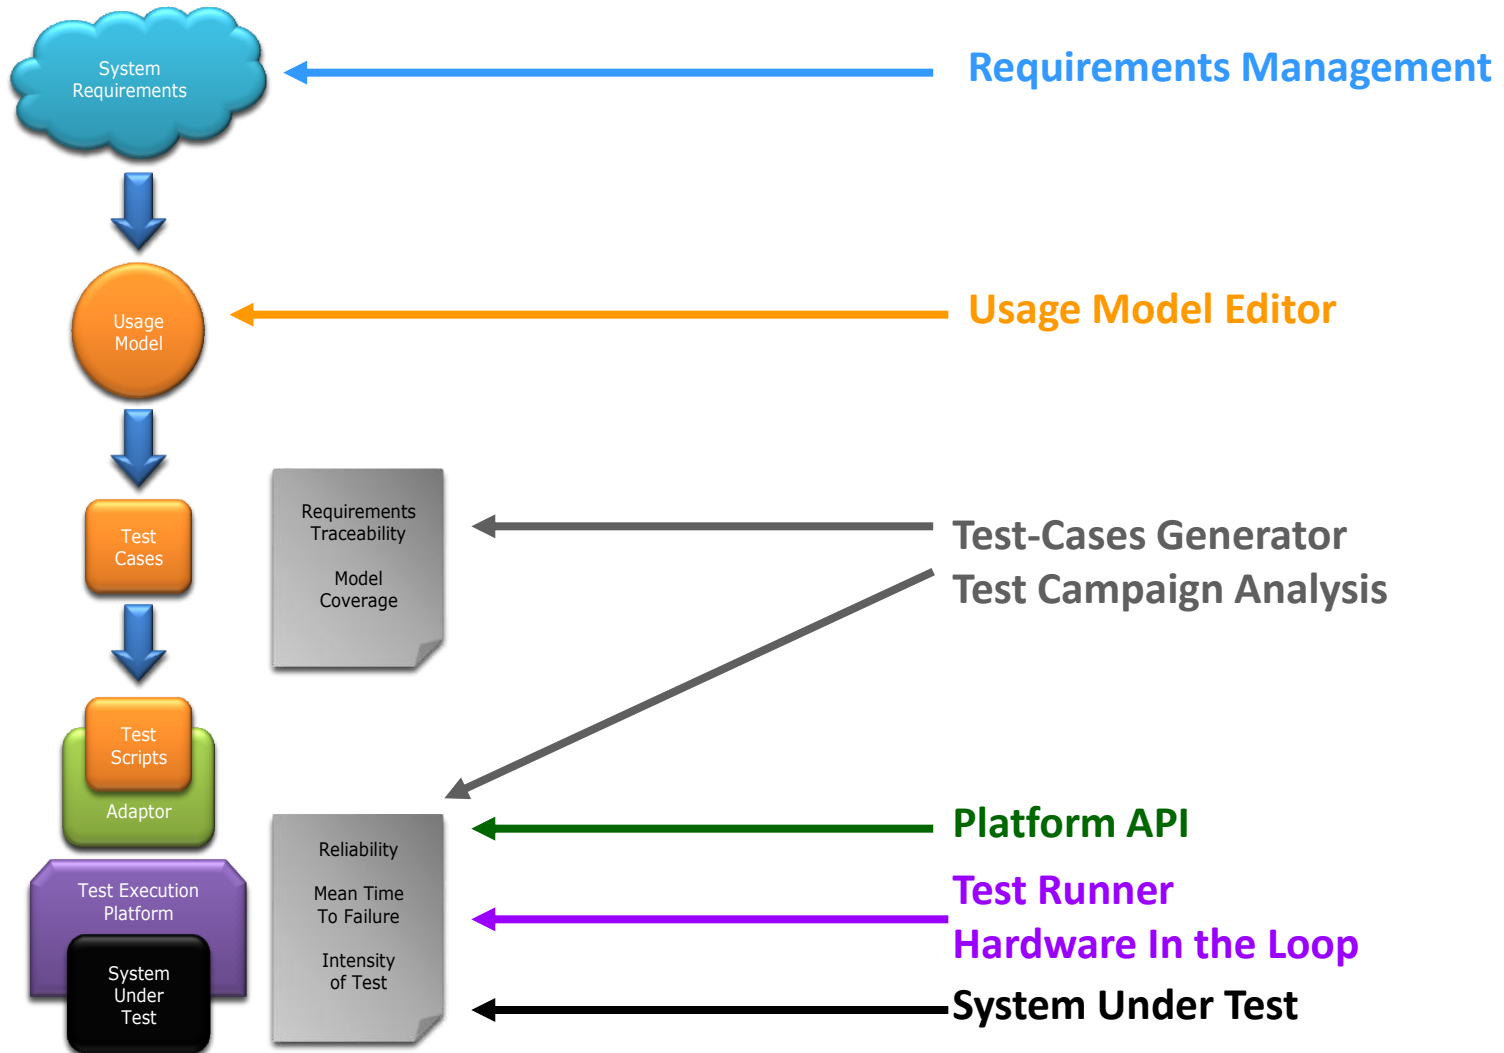 System
Requirements
Requirements Management
Usage
Model
Usage Model Editor
Test
Cases
Requirements
Traceability
Model
Coverage
Test-Cases Generator
Test Campaign Analysis
Test
Scripts
Adaptor
Reliability
Mean Time
To Failure
Intensity
of Test
Platform API
Test Execution
Platform
Test Runner
Hardware In the Loop
System
Under
Test
System Under Test